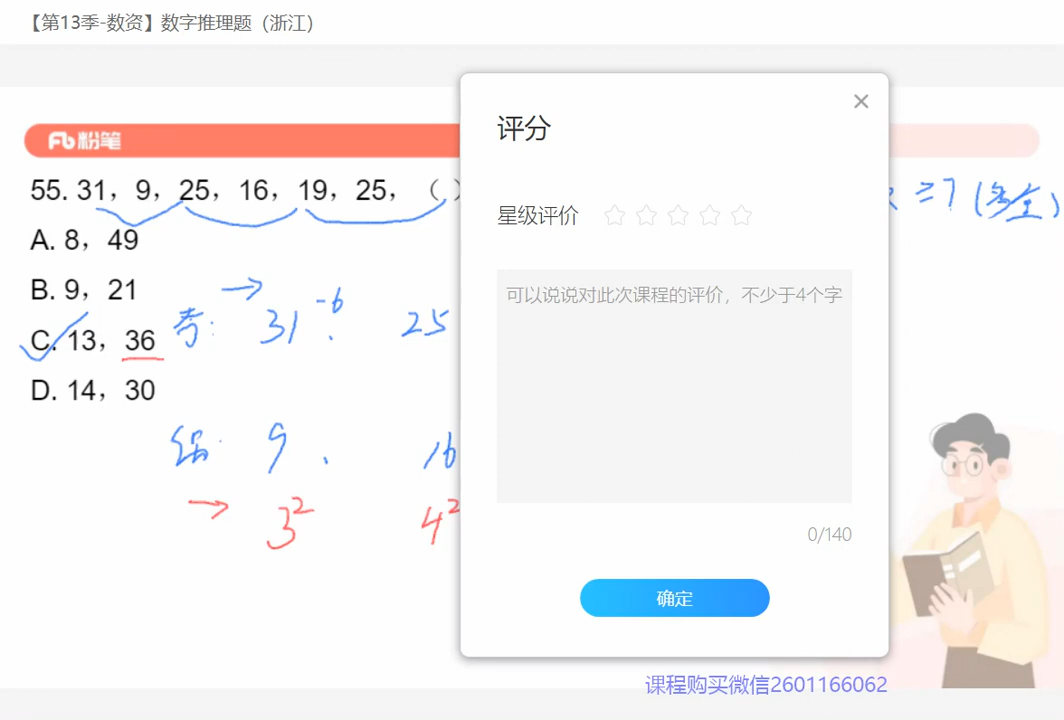 【第13季-数资】数字推理题（浙江）
粉笔
55. 31，9，25，16，19，25，（ ）
≥7
A. 8，49
B. 9，21
C. 13，36
D. 14，30
→ 31 -6 25
9 、 16
→ 3² 4²
评分
星级评价
可以说说对此次课程的评价，不少于4个字
0/140
确定
课程购买微信2601166062